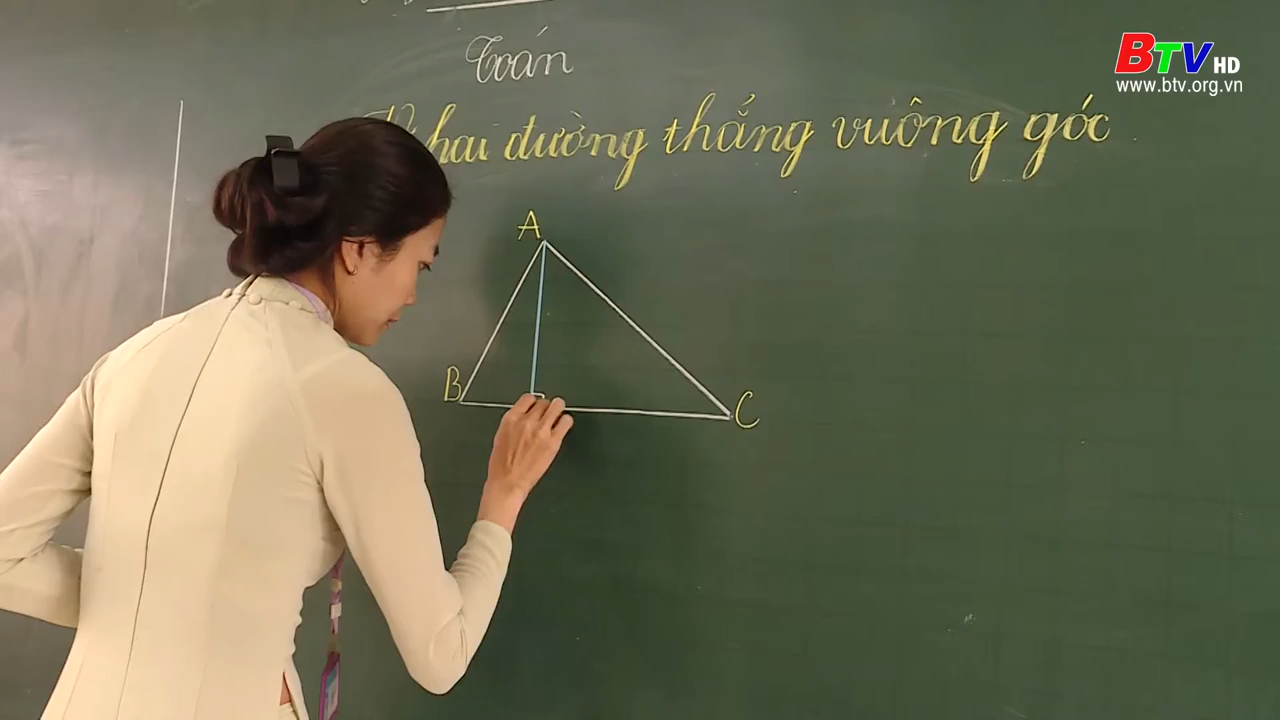 BTV HD
www.btv.org.vn
Toán
hai đường thẳng vuông góc
A
B
C